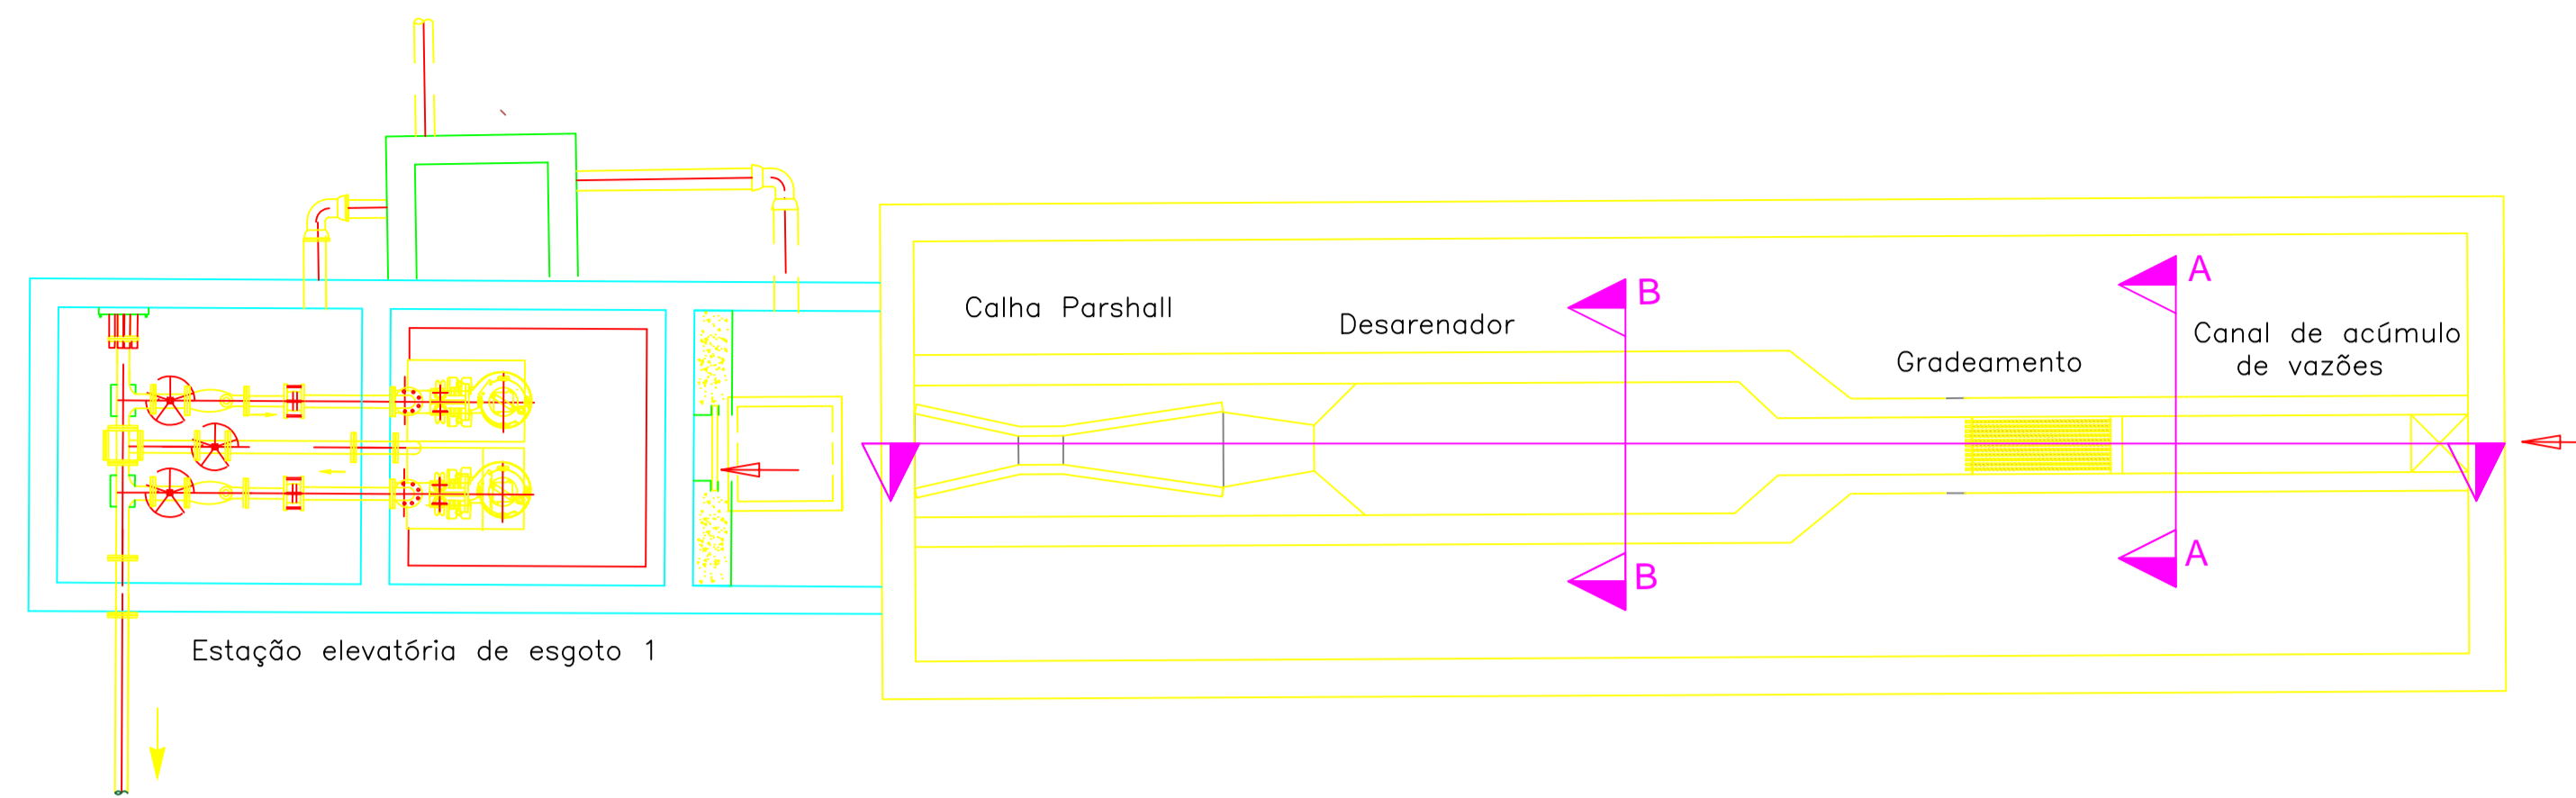 Calha Parshall
Desarenador
B
A
Gradeamento
Canal de acúmulo
de vazões
B
A
Estação elevatória de esgoto 1